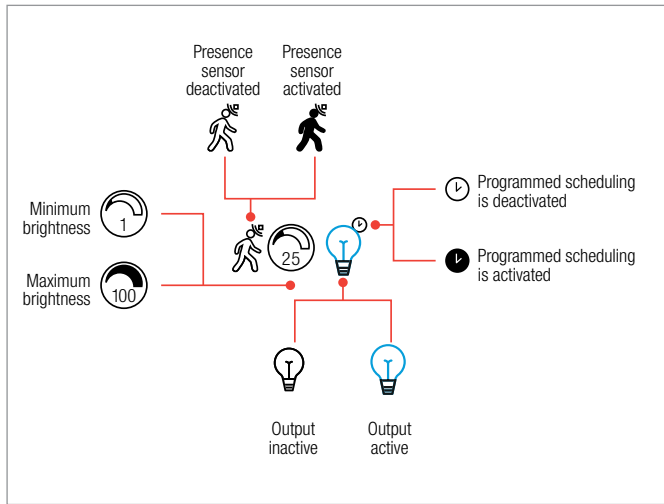 Presence
sensor
deactivated
Presence
sensor
activated
Minimum
brightness
1
Maximum
brightness
100
25
Programmed scheduling
is deactivated
Programmed scheduling
is activated
Output
inactive
Output
active